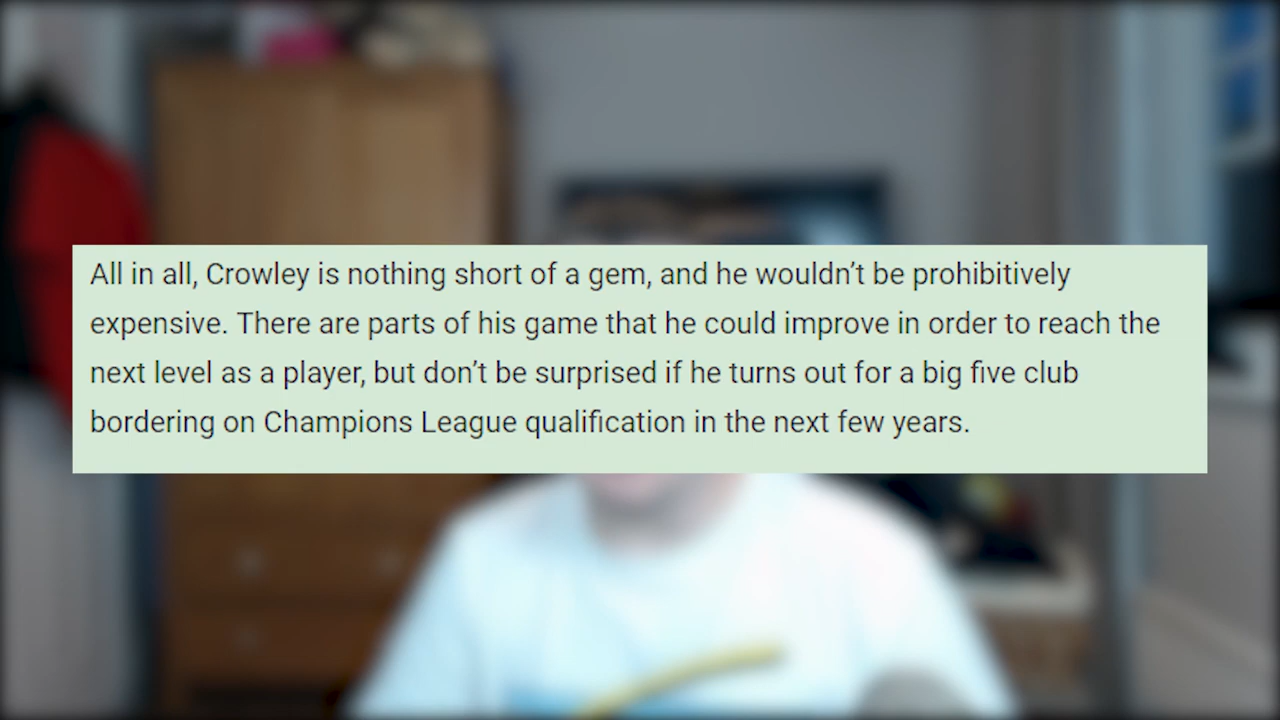 All in all, Crowley is nothing short of a gem, and he wouldn’t be prohibitively
expensive. There are parts of his game that he could improve in order to reach the
next level as a player, but don’t be surprised if he turns out for a big five club
bordering on Champions League qualification in the next few years.